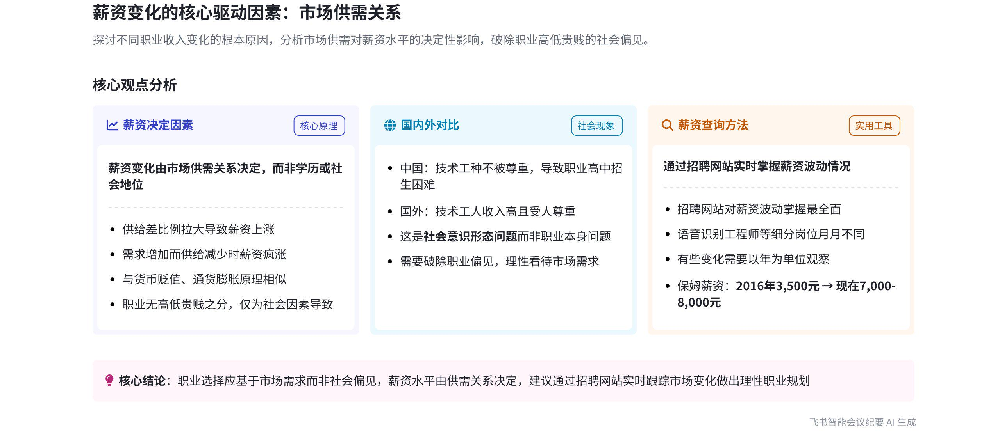 薪资变化的核心驱动因素：市场供需关系
探讨不同职业收入变化的根本原因，分析市场供需对薪资水平的决定性影响，破除职业高低贵贱的社会偏见。
核心观点分析
薪资决定因素
核心原理
薪资变化由市场供需关系决定，而非学历或社
会地位
• 供给差比例拉大导致薪资上涨
• 需求增加而供给减少时薪资疯涨
• 与货币贬值、通货膨胀原理相似
• 职业无高低贵贱之分，仅为社会因素导致
国内外对比
社会现象
• 中国：技术工种不被尊重，导致职业高中招
生困难
• 国外：技术工人收入高且受人尊重
• 这是社会意识形态问题而非职业本身问题
• 需要破除职业偏见，理性看待市场需求
薪资查询方法
实用工具
通过招聘网站实时掌握薪资波动情况
• 招聘网站对薪资波动掌握最全面
• 语音识别工程师等细分岗位月月不同
• 有些变化需要以年为单位观察
• 保姆薪资：2016年3,500元 → 现在7,000-
8,000元
核心结论：职业选择应基于市场需求而非社会偏见，薪资水平由供需关系决定，建议通过招聘网站实时跟踪市场变化做出理性职业规划
飞书智能会议纪要 AI 生成